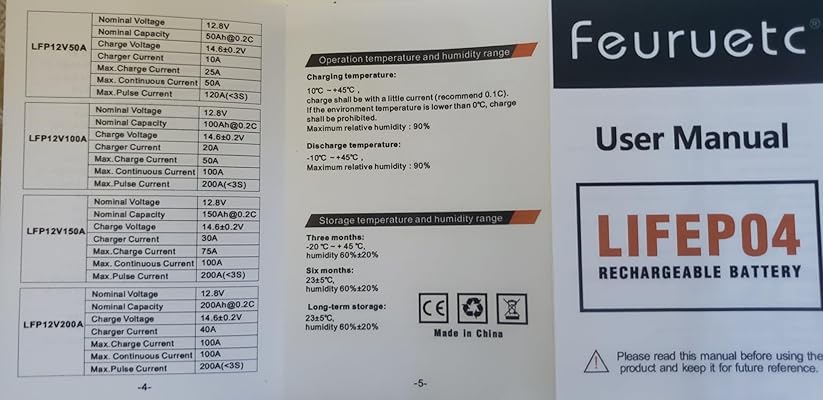 LFP12V50A
Nominal Voltage 12.8V
Nominal Capacity 50Ah@0.2C
Charge Voltage 14.6±0.2V
Charger Current 10A
Max.Charge Current 25A
Max. Continuous Current 50A
Max.Pulse Current 120A(<3S)
LFP12V100A
Nominal Voltage 12.8V
Nominal Capacity 100Ah@0.2C
Charge Voltage 14.6±0.2V
Charger Current 20A
Max.Charge Current 50A
Max. Continuous Current 100A
Max.Pulse Current 200A(<3S)
LFP12V150A
Nominal Voltage 12.8V
Nominal Capacity 150Ah@0.2C
Charge Voltage 14.6±0.2V
Charger Current 30A
Max.Charge Current 75A
Max. Continuous Current 100A
Max.Pulse Current 200A(<3S)
LFP12V200A
Nominal Voltage 12.8V
Nominal Capacity 200Ah@0.2C
Charge Voltage 14.6±0.2V
Charger Current 40A
Max.Charge Current 100A
Max. Continuous Current 100A
Max.Pulse Current 200A(<3S)
-4-
Operation temperature and humidity range
Charging temperature:
10℃ ~ +45℃ ,
charge shall be with a little current (recommend 0.1C).
If the environment temperature is lower than 0℃, charge
shall be prohibited.
Maximum relative humidity : 90%
Discharge temperature:
-10℃ ~ +45℃ ,
Maximum relative humidity : 90%
Storage temperature and humidity range
Three months:
-20 ℃ ~ + 45 ℃,
humidity 60%±20%
Six months:
23±5℃,
humidity 60%±20%
Long-term storage:
23±5℃,
humidity 60%±20%
CE
Made in China
-5-
Feuruetc®
User Manual
LIFEPO4
RECHARGEABLE BATTERY
Please read this manual before using the
product and keep it for future reference.